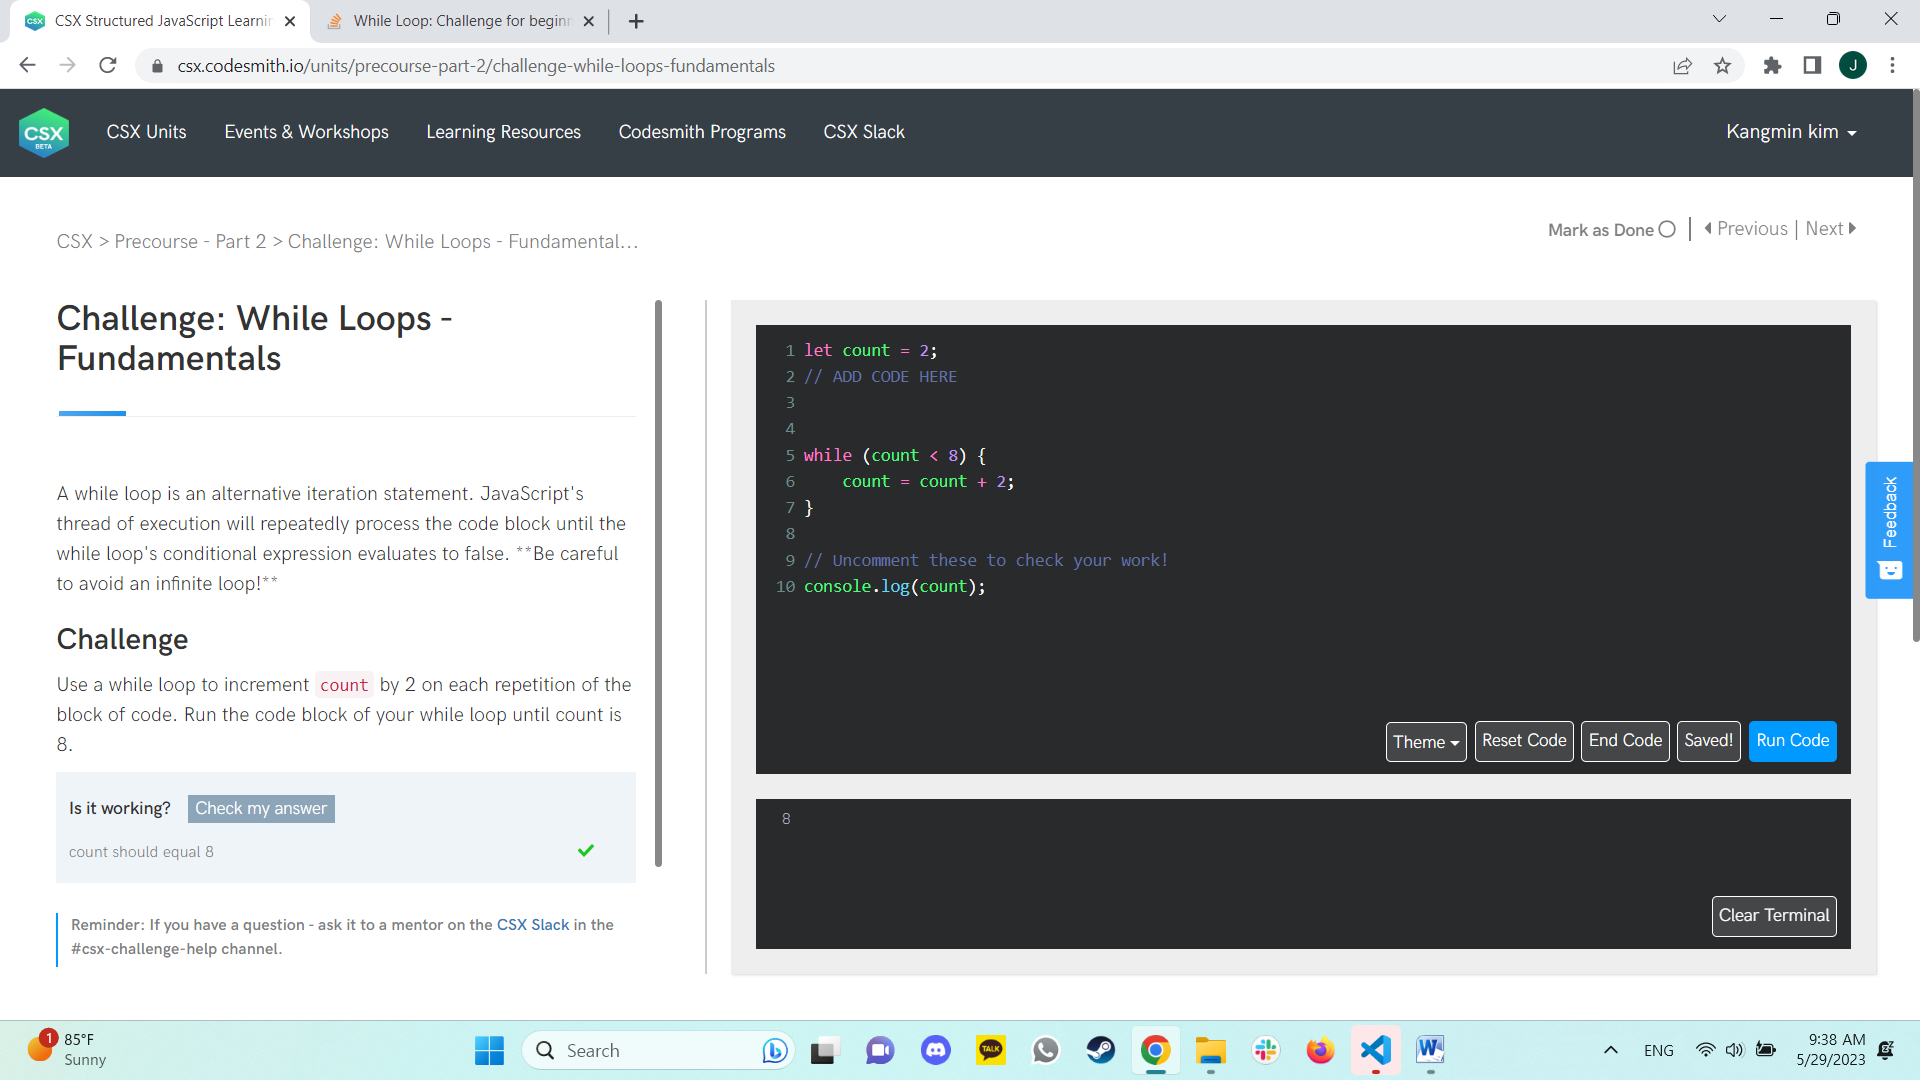 CSX Structured JavaScript Learnin
While Loop: Challenge for beginn
csx.codesmith.io/units/precourse-part-2/challenge-while-loops-fundamentals
J
CSX
BETA
CSX Units
Events & Workshops
Learning Resources
Codesmith Programs
CSX Slack
Kangmin kim
CSX > Precourse - Part 2 > Challenge: While Loops - Fundamental...
Mark as Done
Previous | Next
Challenge: While Loops -
Fundamentals
A while loop is an alternative iteration statement. JavaScript's
thread of execution will repeatedly process the code block until the
while loop's conditional expression evaluates to false. **Be careful
to avoid an infinite loop!**
Challenge
Use a while loop to increment count by 2 on each repetition of the
block of code. Run the code block of your while loop until count is
8.
Is it working?
Check my answer
count should equal 8
Reminder: If you have a question - ask it to a mentor on the CSX Slack in the
#csx-challenge-help channel.
1 let count = 2;
2 // ADD CODE HERE
3
4
5 while (count < 8) {
6     count = count + 2;
7 }
8
9 // Uncomment these to check your work!
10 console.log(count);
Theme
Reset Code
End Code
Saved!
Run Code
8
Clear Terminal
Feedback
1
85°F
Sunny
Search
TALK
ENG
9:38 AM
5/29/2023